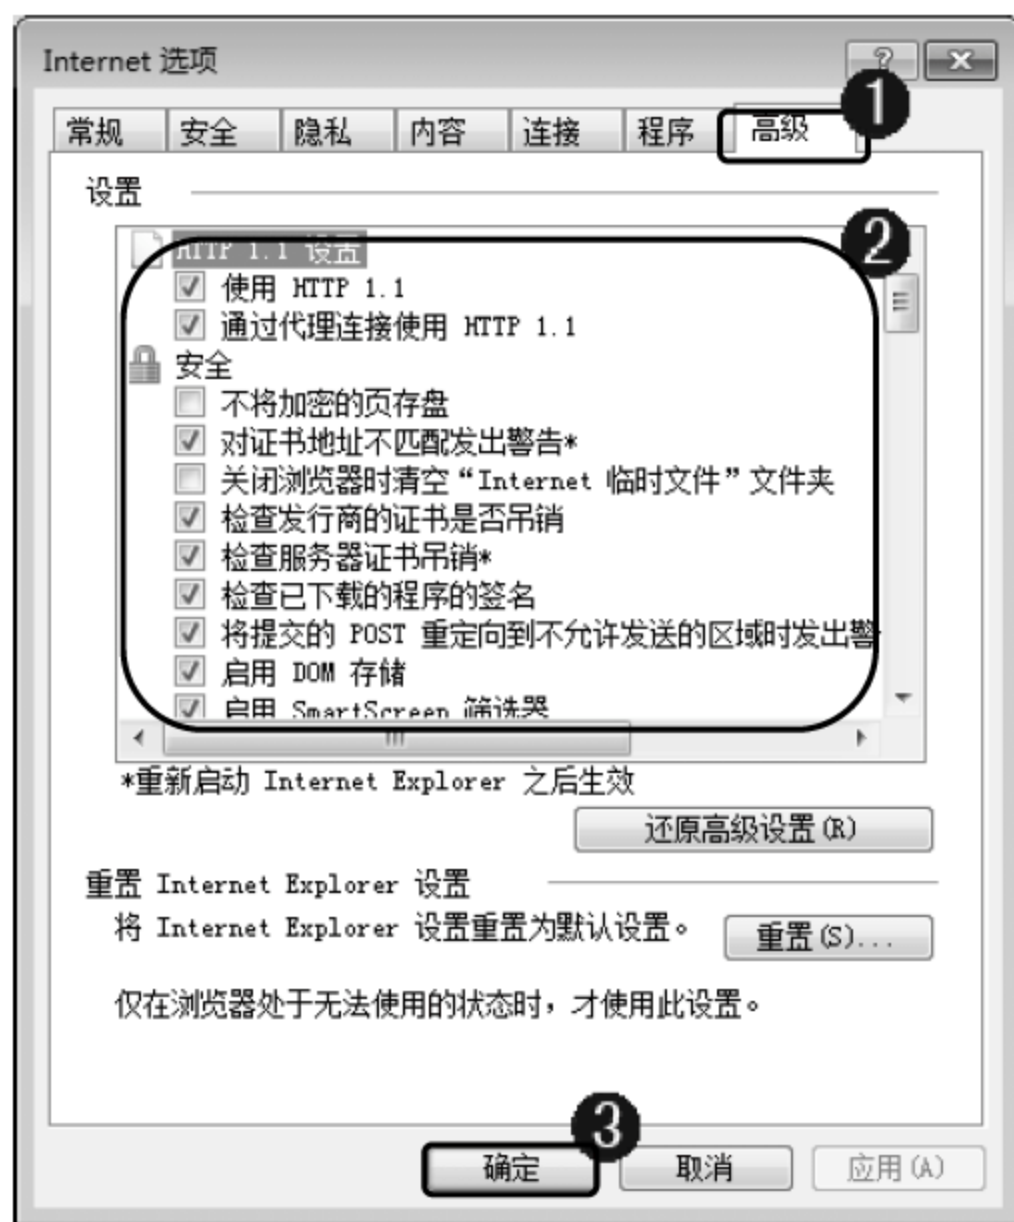 Internet 选项
?
1
常规 安全 隐私 内容 连接 程序 高级
设置
2
HTTP 1.1 设置
使用 HTTP 1.1
通过代理连接使用 HTTP 1.1
安全
不将加密的页存盘
对证书地址不匹配发出警告*
关闭浏览器时清空“Internet 临时文件”文件夹
检查发行商的证书是否吊销
检查服务器证书吊销*
检查已下载的程序的签名
将提交的 POST 重定向到不允许发送的区域时发出警
启用 DOM 存储
启用 SmartScreen 筛选器
*重新启动 Internet Explorer 之后生效
还原高级设置(R)
重置 Internet Explorer 设置
将 Internet Explorer 设置重置为默认设置。
重置(S)...
仅在浏览器处于无法使用的状态时，才使用此设置。
3
确定 取消 应用(A)